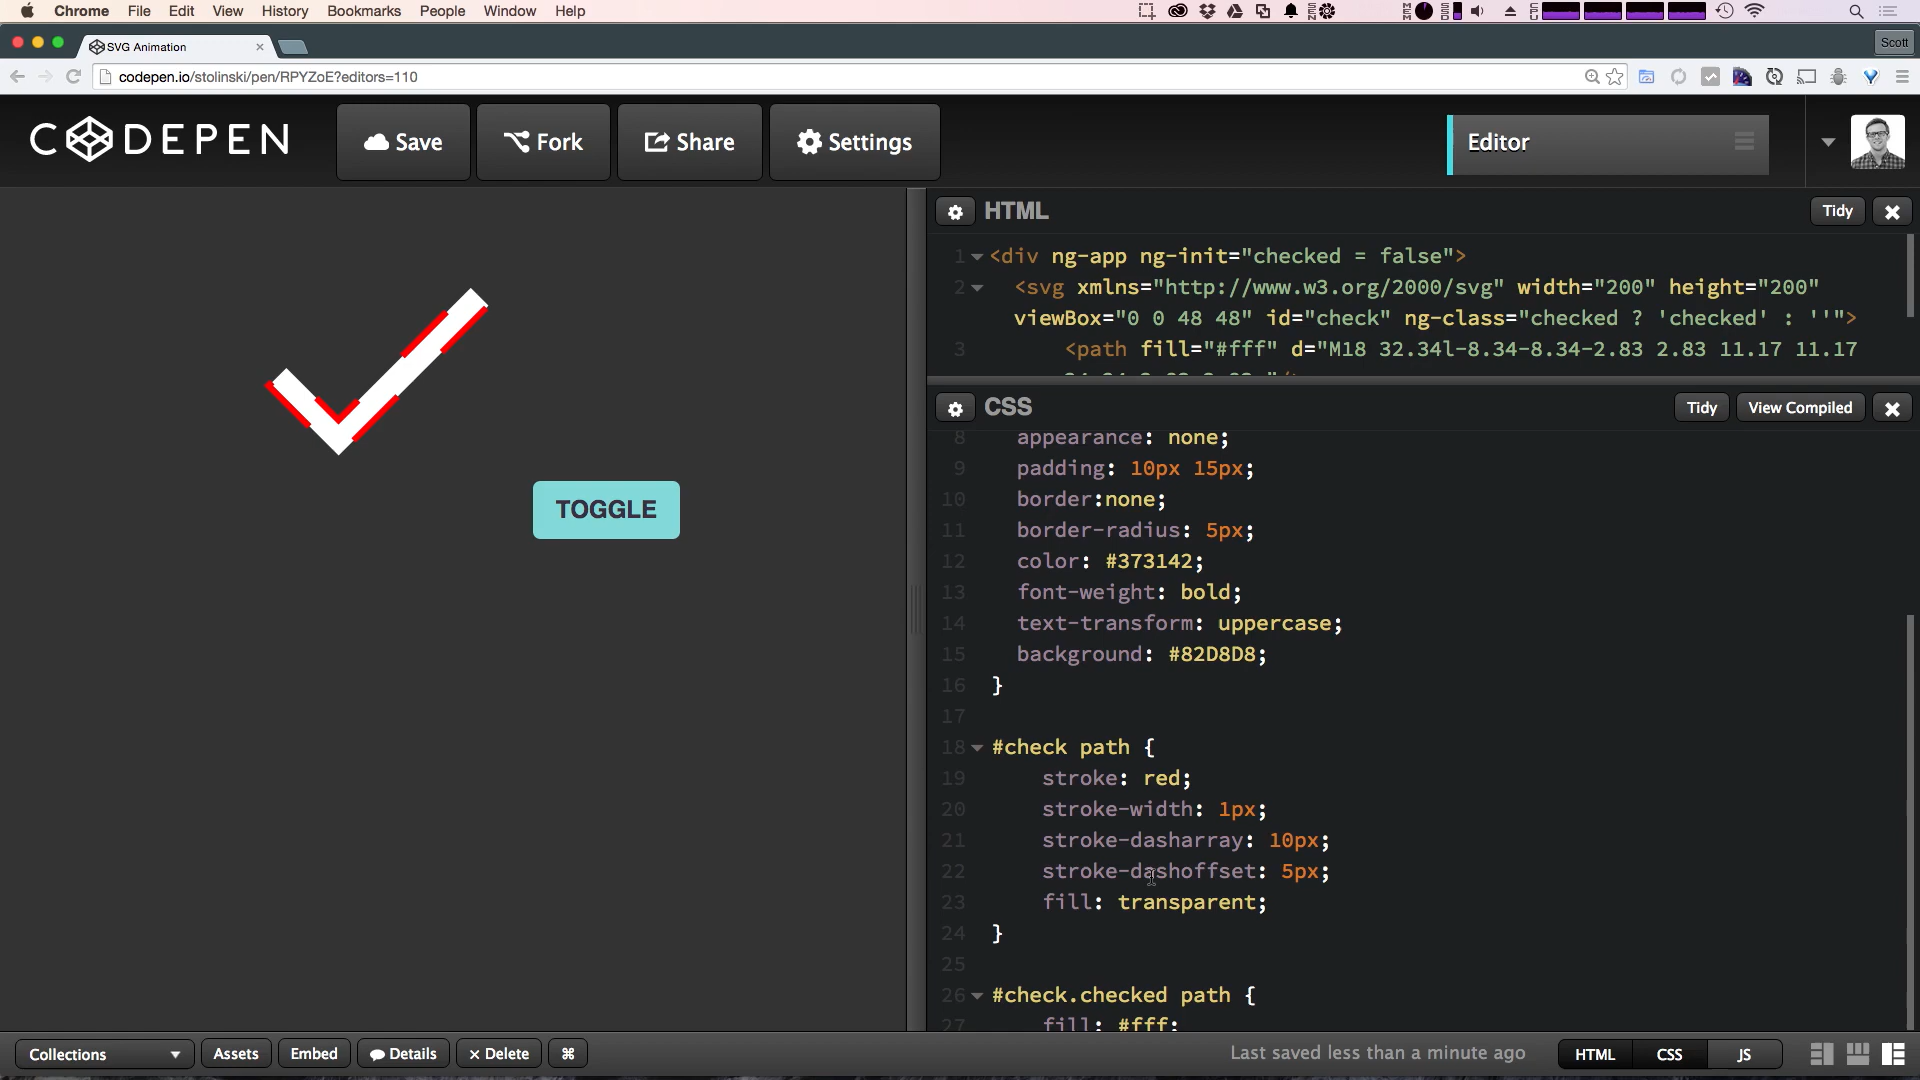 Chrome File Edit View History Bookmarks People Window Help
SVG Animation
Scott
codepen.io/stolinski/pen/RPYZoE?editors=110
CODEPEN
Save
Fork
Share
Settings
Editor
HTML
Tidy
1 <div ng-app ng-init="checked = false">
2 <svg xmlns="http://www.w3.org/2000/svg" width="200" height="200"
viewBox="0 0 48 48" id="check" ng-class="checked ? 'checked' : ''">
3 <path fill="#fff" d="M18 32.34l-8.34-8.34-2.83 2.83 11.17 11.17
CSS
Tidy
View Compiled
8 appearance: none;
9 padding: 10px 15px;
10 border:none;
11 border-radius: 5px;
12 color: #373142;
13 font-weight: bold;
14 text-transform: uppercase;
15 background: #82D8D8;
16 }
17
18 #check path {
19 stroke: red;
20 stroke-width: 1px;
21 stroke-dasharray: 10px;
22 stroke-dashoffset: 5px;
23 fill: transparent;
24 }
25
26 #check.checked path {
27 fill: #fff;
TOGGLE
Collections
Assets
Embed
Details
× Delete
⌘
Last saved less than a minute ago
HTML
CSS
JS